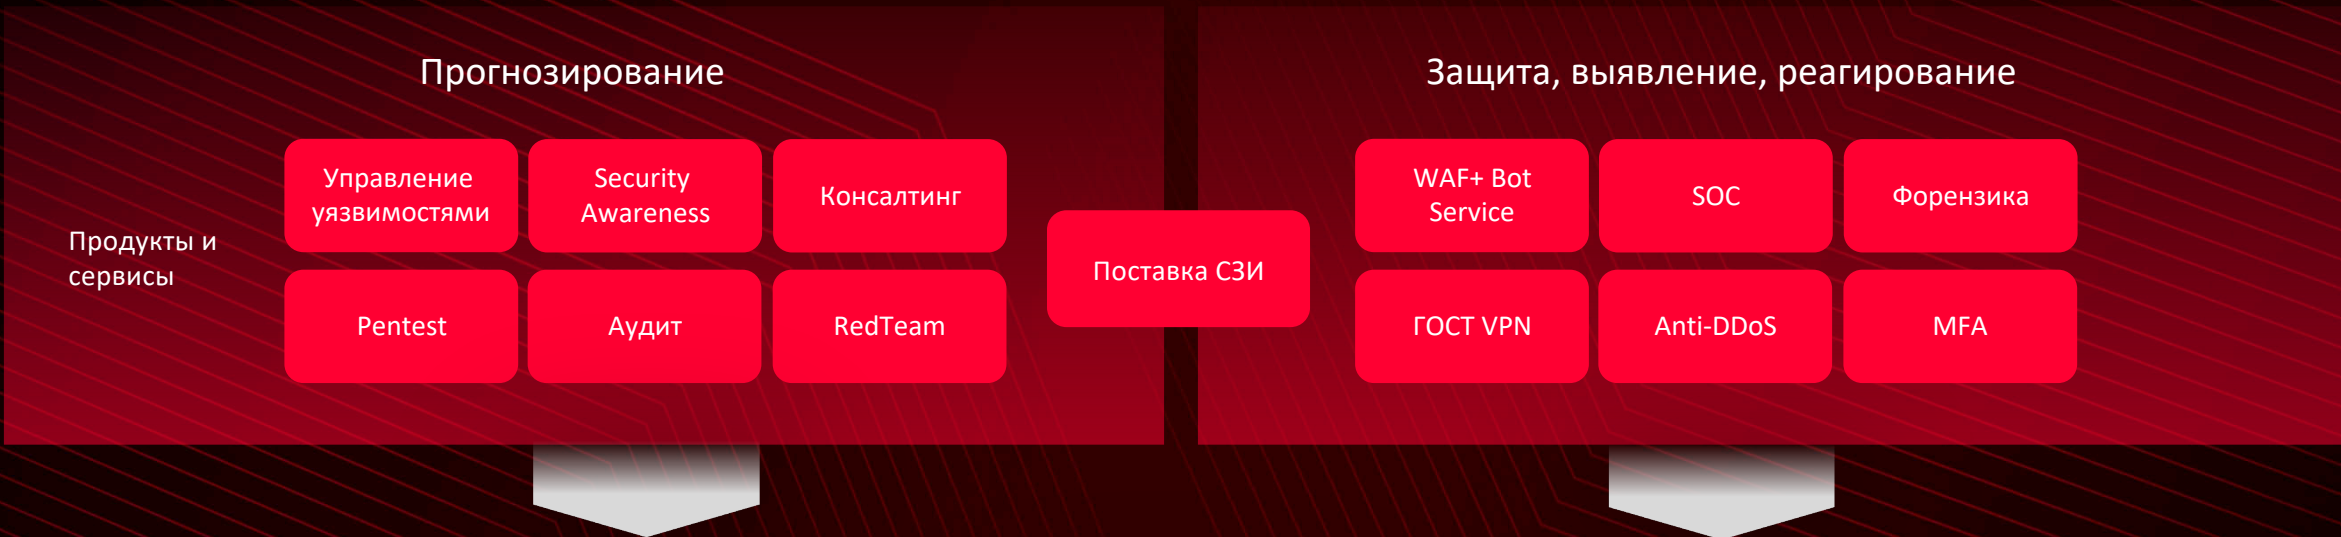 Прогнозирование
Защита, выявление, реагирование
Продукты и
сервисы
Управление
уязвимостями
Security
Awareness
Консалтинг
Pentest
Аудит
RedTeam
Поставка СЗИ
WAF+ Bot
Service
SOC
Форензика
ГОСТ VPN
Anti-DDoS
MFA